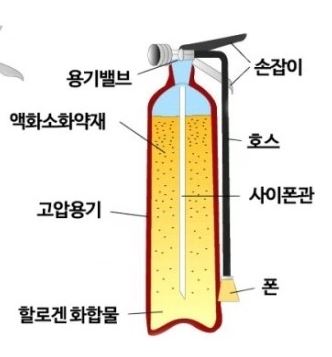 용기밸브
손잡이
액화소화약재
호스
사이폰관
고압용기
폰
할로겐 화합물